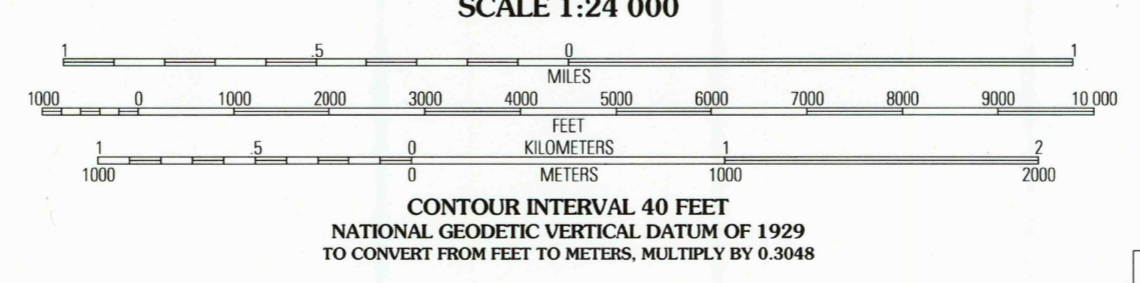 SCALE 1:24 000
1 .5 0 1
MILES
1000 0 1000 2000 3000 4000 5000 6000 7000 8000 9000 10 000
FEET
1 .5 0 KILOMETERS 1 2
1000 0 METERS 1000 2000
CONTOUR INTERVAL 40 FEET
NATIONAL GEODETIC VERTICAL DATUM OF 1929
TO CONVERT FROM FEET TO METERS, MULTIPLY BY 0.3048